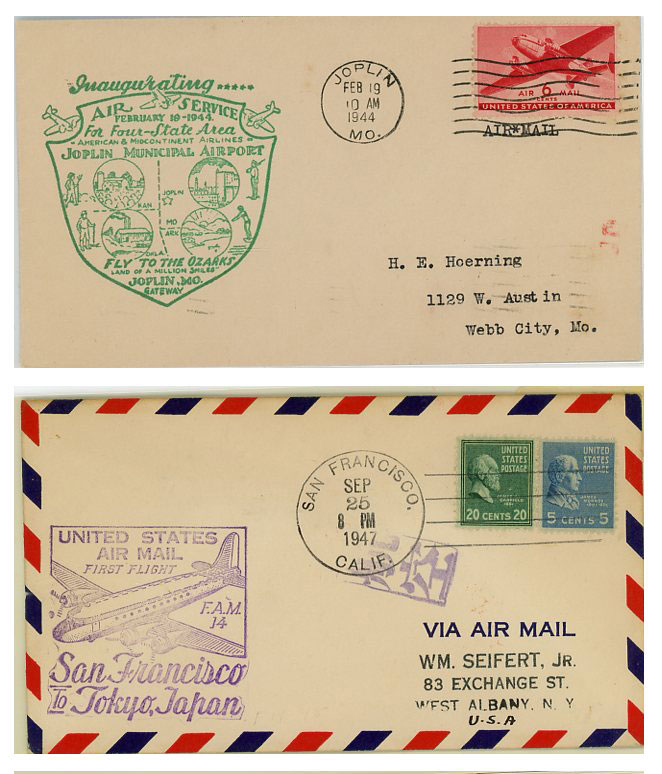 Inaugurating.....
AIR SERVICE
FEBRUARY 19-1944
For Four-State Area
AMERICAN & MIDCONTINENT AIRLINES
JOPLIN MUNICIPAL AIRPORT
KAN
JOPLIN
MO
ARK
OKLA
FLY "TO THE OZARKS"
LAND OF A MILLION SMILES"
JOPLIN, MO.
GATEWAY
JOPLIN
FEB 19
10 AM
1944
MO.
AIR 6 MAIL
CENTS
UNITED STATES OF AMERICA
AIR*MAIL
H. E. Hoerning
1129 W. Austin
Webb City, Mo.
SAN FRANCISCO,
SEP
25
8 PM
1947
CALIF.
UNITED
STATES
POSTAGE
20 CENTS 20
UNITED
STATES
POSTAGE
JAMES
MONROE
5 CENTS 5
UNITED STATES
AIR MAIL
FIRST FLIGHT
F.A.M.
14
San Francisco
To Tokyo, Japan
VIA AIR MAIL
WM. SEIFERT, JR.
83 EXCHANGE ST.
WEST ALBANY, N. Y
U.S.A